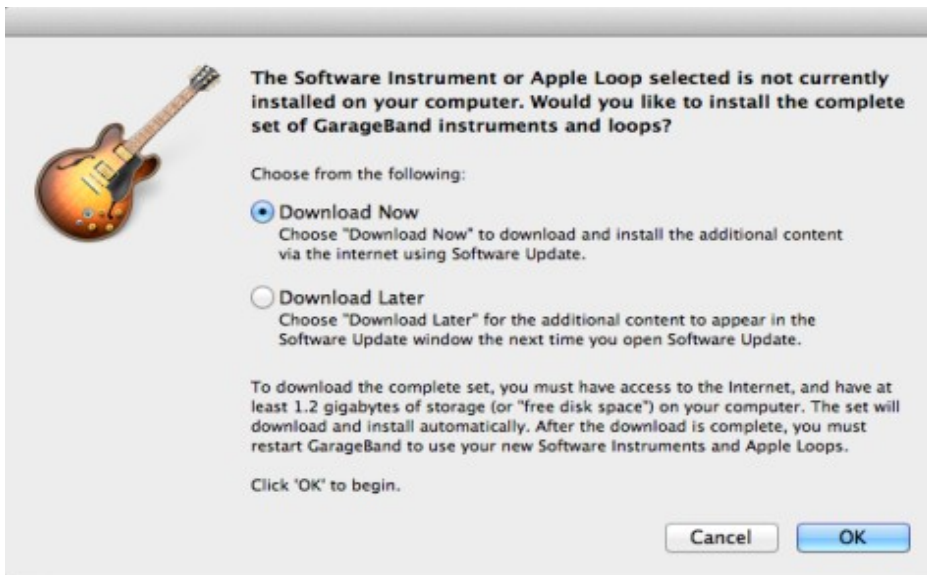 The Software Instrument or Apple Loop selected is not currently
installed on your computer. Would you like to install the complete
set of GarageBand instruments and loops?
Choose from the following:
Download Now
Choose "Download Now" to download and install the additional content
via the internet using Software Update.
Download Later
Choose "Download Later" for the additional content to appear in the
Software Update window the next time you open Software Update.
To download the complete set, you must have access to the Internet, and have at
least 1.2 gigabytes of storage (or "free disk space") on your computer. The set will
download and install automatically. After the download is complete, you must
restart GarageBand to use your new Software Instruments and Apple Loops.
Click 'OK' to begin.
Cancel OK